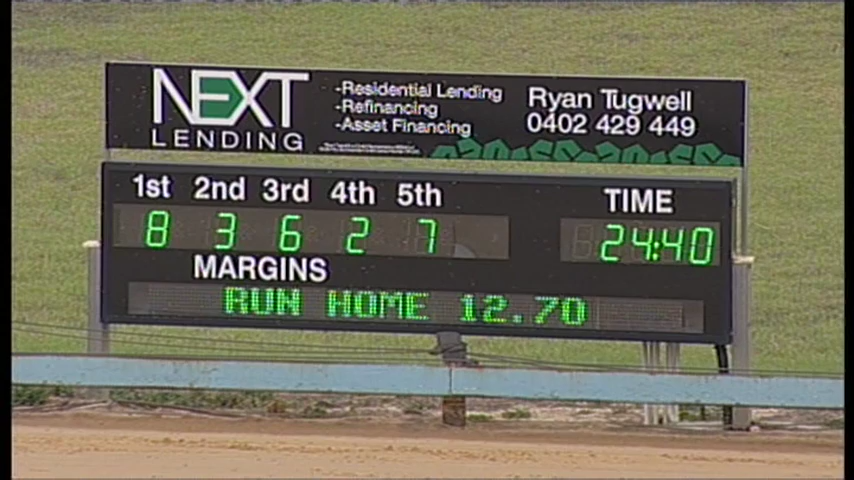 NEXT
LENDING
-Residential Lending
-Refinancing
-Asset Financing
Ryan Tugwell
0402 429 449
1st 2nd 3rd 4th 5th TIME
8 3 6 2 7 24:40
MARGINS
RUN HOME 12.70